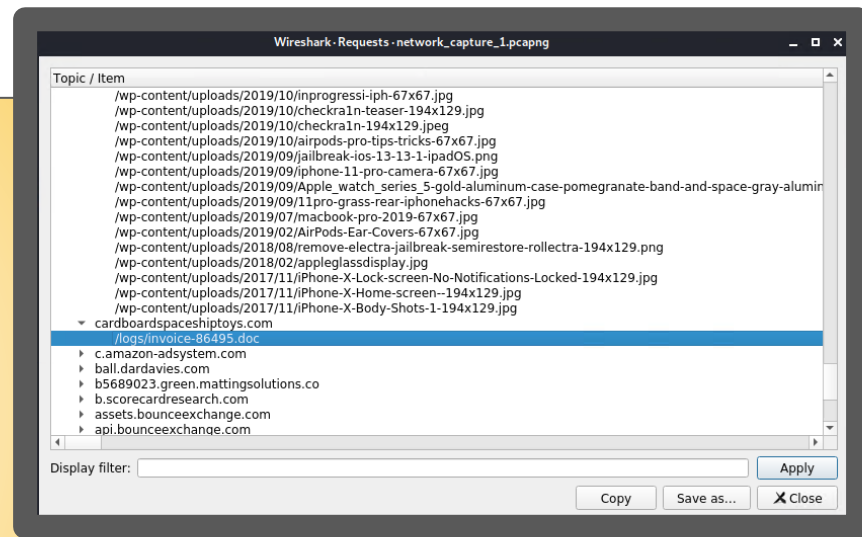 Wireshark · Requests · network_capture_1.pcapng
Topic / Item
/wp-content/uploads/2019/10/inprogressi-iph-67x67.jpg
/wp-content/uploads/2019/10/checkra1n-teaser-194x129.jpg
/wp-content/uploads/2019/10/checkra1n-194x129.jpeg
/wp-content/uploads/2019/10/airpods-pro-tips-tricks-67x67.jpg
/wp-content/uploads/2019/09/jailbreak-ios-13-13-1-ipadOS.png
/wp-content/uploads/2019/09/iphone-11-pro-camera-67x67.jpg
/wp-content/uploads/2019/09/Apple_watch_series_5-gold-aluminum-case-pomegranate-band-and-space-gray-alumin
/wp-content/uploads/2019/09/11pro-grass-rear-iphonehacks-67x67.jpg
/wp-content/uploads/2019/07/macbook-pro-2019-67x67.jpg
/wp-content/uploads/2019/02/AirPods-Ear-Covers-67x67.jpg
/wp-content/uploads/2018/08/remove-electra-jailbreak-semirestore-rollectra-194x129.png
/wp-content/uploads/2018/02/appleglassdisplay.jpg
/wp-content/uploads/2017/11/iPhone-X-Lock-screen-No-Notifications-Locked-194x129.jpg
/wp-content/uploads/2017/11/iPhone-X-Home-screen--194x129.jpg
/wp-content/uploads/2017/11/iPhone-X-Body-Shots-1-194x129.jpg
cardboardspaceshiptoys.com
/logs/invoice-86495.doc
c.amazon-adsystem.com
ball.dardavies.com
b5689023.green.mattingsolutions.co
b.scorecardresearch.com
assets.bounceexchange.com
api.bounceexchange.com
Display filter:
Apply
Copy Save as... Close